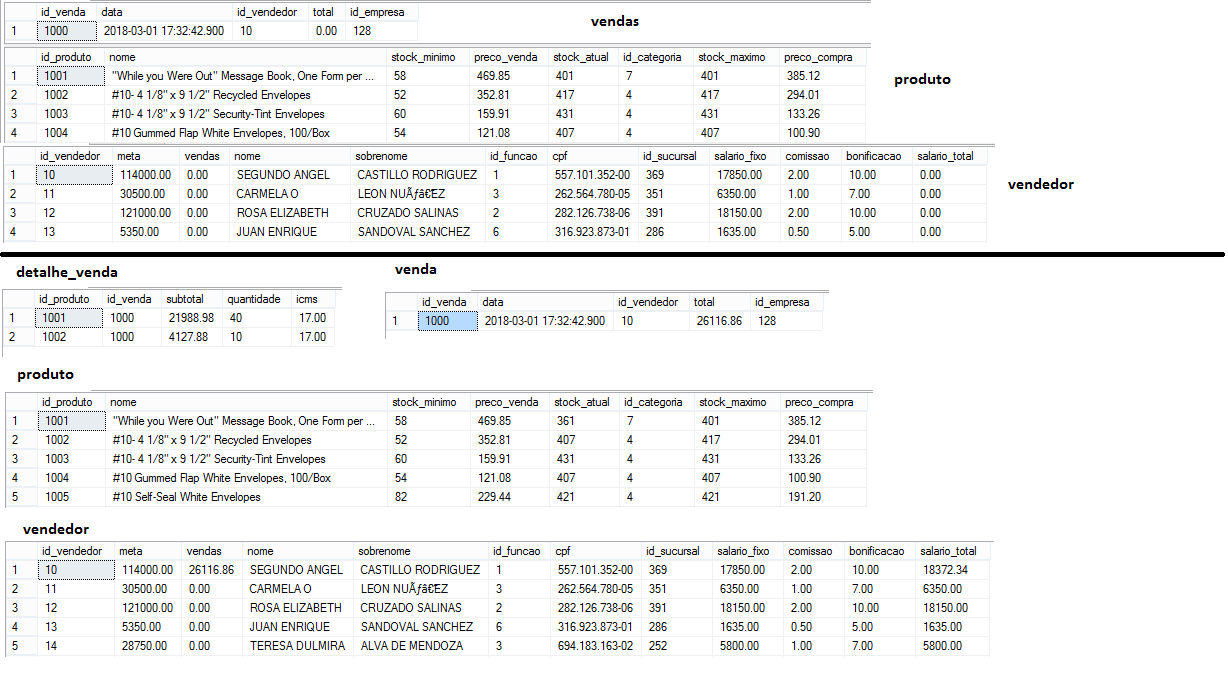 id_venda data id_vendedor total id_empresa
1 1000 2018-03-01 17:32:42.900 10 0.00 128
vendas
id_produto nome stock_minimo preco_venda stock_atual id_categoria stock_maximo preco_compra
1 1001 "While you Were Out" Message Book, One Form per ... 58 469.85 401 7 401 385.12
2 1002 #10- 4 1/8" x 9 1/2" Recycled Envelopes 52 352.81 417 4 417 294.01
3 1003 #10- 4 1/8" x 9 1/2" Security-Tint Envelopes 60 159.91 431 4 431 133.26
4 1004 #10 Gummed Flap White Envelopes, 100/Box 54 121.08 407 4 407 100.90
produto
id_vendedor meta vendas nome sobrenome id_funcao cpf id_sucursal salario_fixo comissao bonificacao salario_total
1 10 114000.00 0.00 SEGUNDO ANGEL CASTILLO RODRIGUEZ 1 557.101.352-00 369 17850.00 2.00 10.00 0.00
2 11 30500.00 0.00 CARMELA O LEON NUÃƒâ€˜EZ 3 262.564.780-05 351 6350.00 1.00 7.00 0.00
3 12 121000.00 0.00 ROSA ELIZABETH CRUZADO SALINAS 2 282.126.738-06 391 18150.00 2.00 10.00 0.00
4 13 5350.00 0.00 JUAN ENRIQUE SANDOVAL SANCHEZ 6 316.923.873-01 286 1635.00 0.50 5.00 0.00
vendedor
detalhe_venda
id_produto id_venda subtotal quantidade icms
1 1001 1000 21988.98 40 17.00
2 1002 1000 4127.88 10 17.00
venda
id_venda data id_vendedor total id_empresa
1 1000 2018-03-01 17:32:42.900 10 26116.86 128
produto
id_produto nome stock_minimo preco_venda stock_atual id_categoria stock_maximo preco_compra
1 1001 "While you Were Out" Message Book, One Form per ... 58 469.85 361 7 401 385.12
2 1002 #10- 4 1/8" x 9 1/2" Recycled Envelopes 52 352.81 407 4 417 294.01
3 1003 #10- 4 1/8" x 9 1/2" Security-Tint Envelopes 60 159.91 431 4 431 133.26
4 1004 #10 Gummed Flap White Envelopes, 100/Box 54 121.08 407 4 407 100.90
5 1005 #10 Self-Seal White Envelopes 82 229.44 421 4 421 191.20
vendedor
id_vendedor meta vendas nome sobrenome id_funcao cpf id_sucursal salario_fixo comissao bonificacao salario_total
1 10 114000.00 26116.86 SEGUNDO ANGEL CASTILLO RODRIGUEZ 1 557.101.352-00 369 17850.00 2.00 10.00 18372.34
2 11 30500.00 0.00 CARMELA O LEON NUÃƒâ€˜EZ 3 262.564.780-05 351 6350.00 1.00 7.00 6350.00
3 12 121000.00 0.00 ROSA ELIZABETH CRUZADO SALINAS 2 282.126.738-06 391 18150.00 2.00 10.00 18150.00
4 13 5350.00 0.00 JUAN ENRIQUE SANDOVAL SANCHEZ 6 316.923.873-01 286 1635.00 0.50 5.00 1635.00
5 14 28750.00 0.00 TERESA DULMIRA ALVA DE MENDOZA 3 694.183.163-02 252 5800.00 1.00 7.00 5800.00